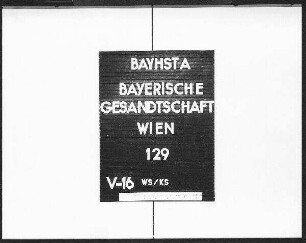 BAYHSTA
BAYERISCHE
GESANDTSCHAFT
WIEN
129
V-16 WS/KS